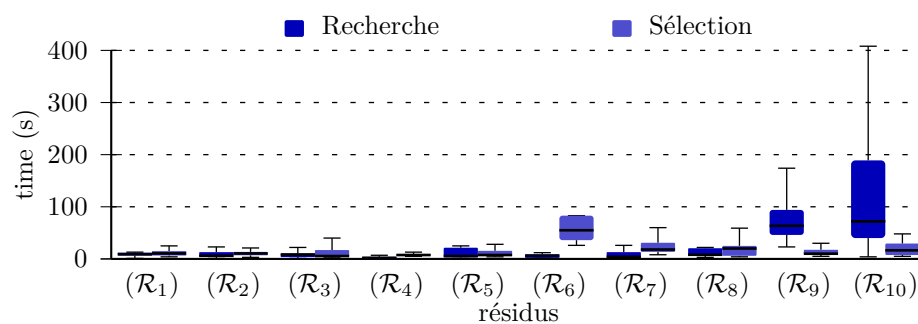 Recherche Sélection
400
300
200
100
0
time (s)
(ℛ₁) (ℛ₂) (ℛ₃) (ℛ₄) (ℛ₅) (ℛ₆) (ℛ₇) (ℛ₈) (ℛ₉) (ℛ₁₀)
résidus